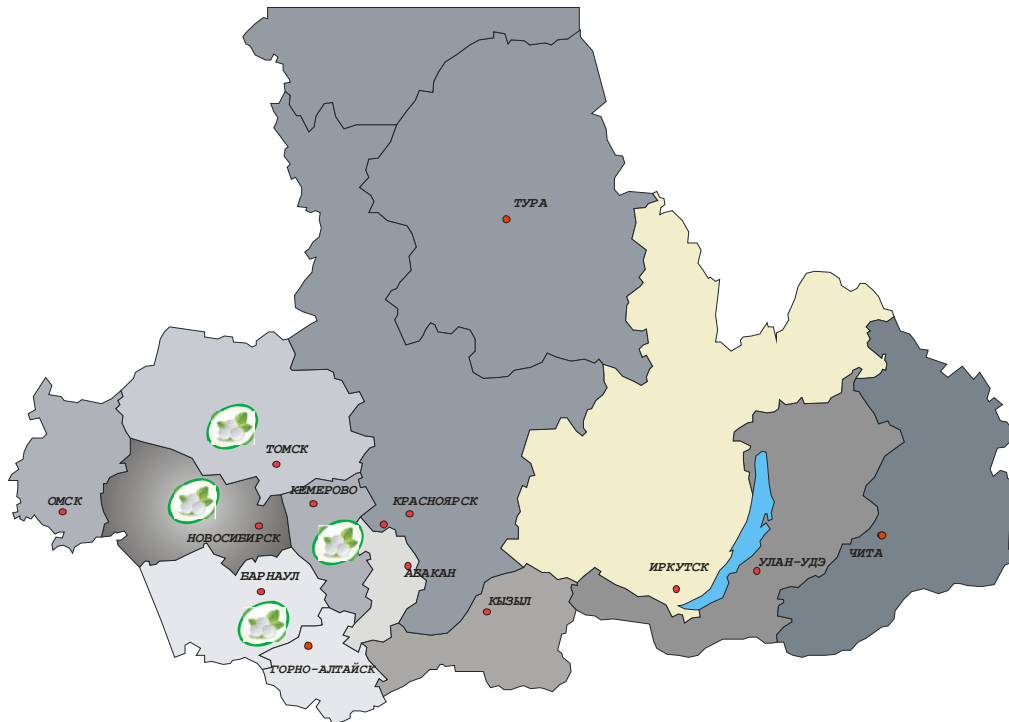 ТУРА
ТОМСК
КЕМЕРОВО
ОМСК
КРАСНОЯРСК
НОВОСИБИРСК
ЧИТА
УЛАН-УДЭ
АБАКАН
ИРКУТСК
БАРНАУЛ
КЫЗЫЛ
ГОРНО-АЛТАЙСК